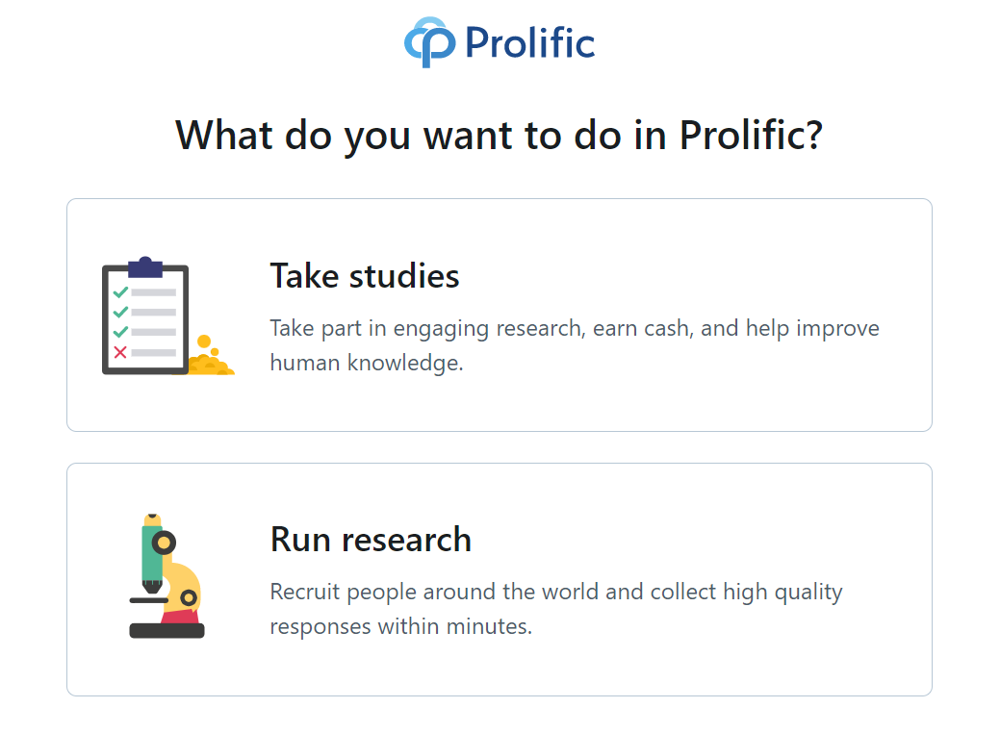 Prolific
What do you want to do in Prolific?
Take studies
Take part in engaging research, earn cash, and help improve
human knowledge.
Run research
Recruit people around the world and collect high quality
responses within minutes.